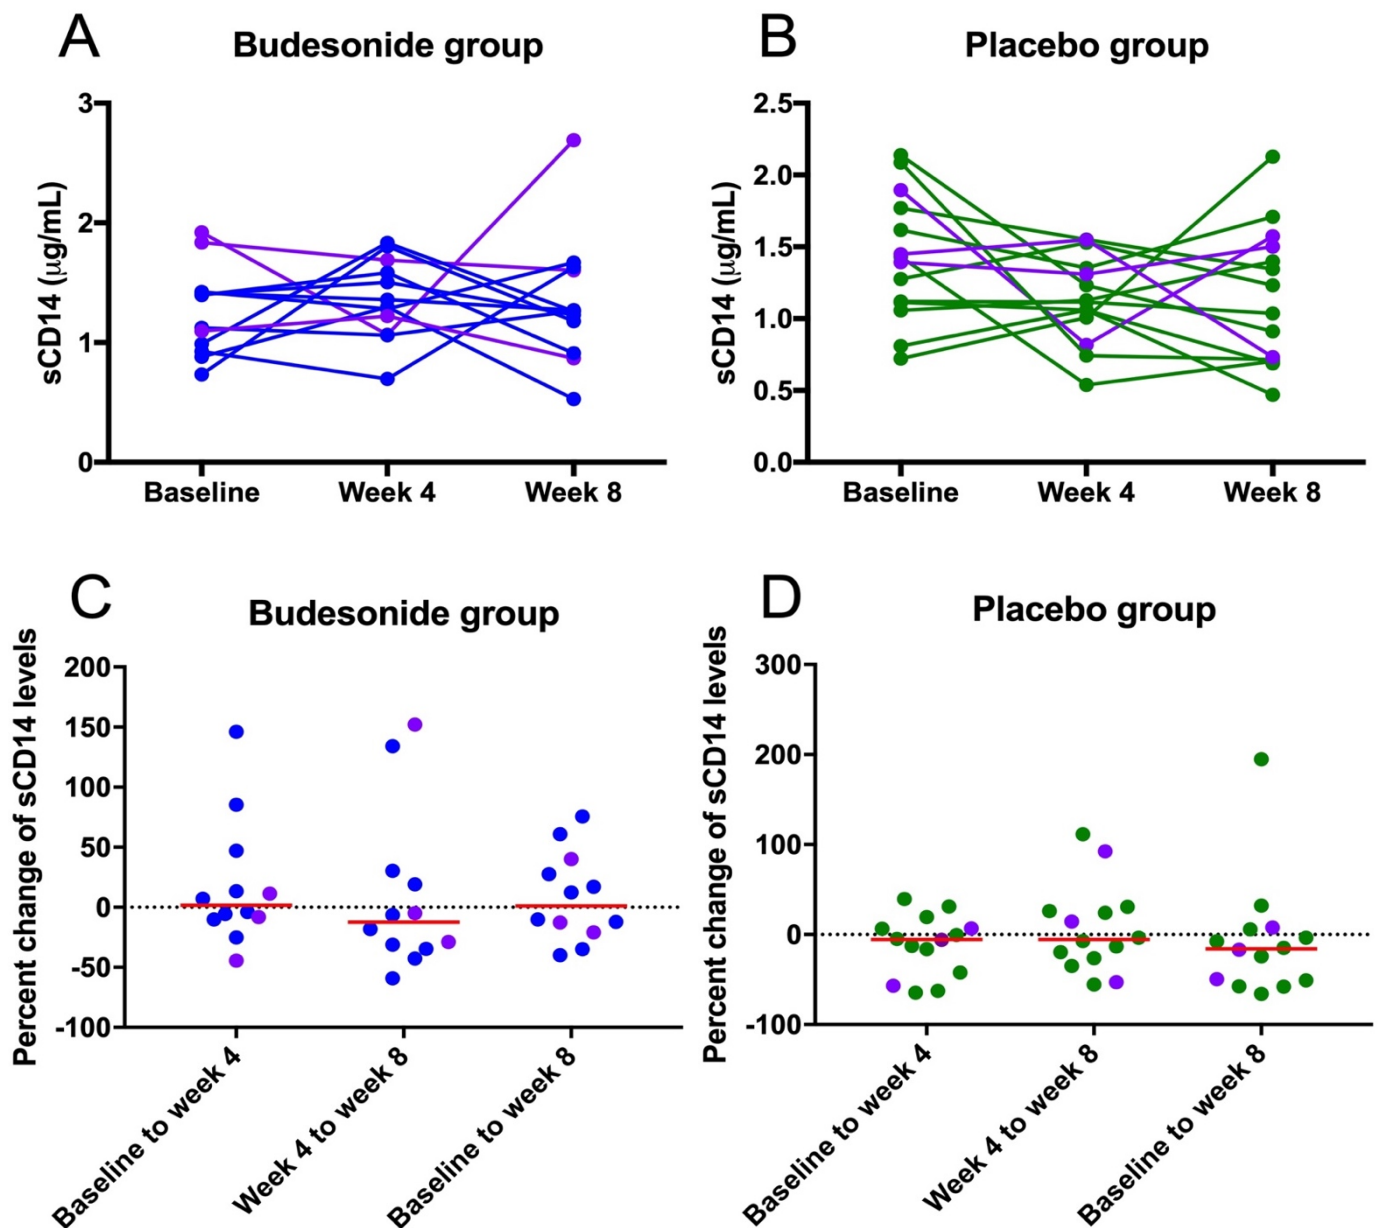 A
Budesonide group
sCD14 (μg/mL)
3
2
1
0
Baseline
Week 4
Week 8
B
Placebo group
sCD14 (μg/mL)
2.5
2.0
1.5
1.0
0.5
0.0
Baseline
Week 4
Week 8
C
Budesonide group
Percent change of sCD14 levels
200
150
100
50
0
-50
-100
Baseline to week 4
Week 4 to week 8
Baseline to week 8
D
Placebo group
Percent change of sCD14 levels
300
200
100
0
-100
Baseline to week 4
Week 4 to week 8
Baseline to week 8